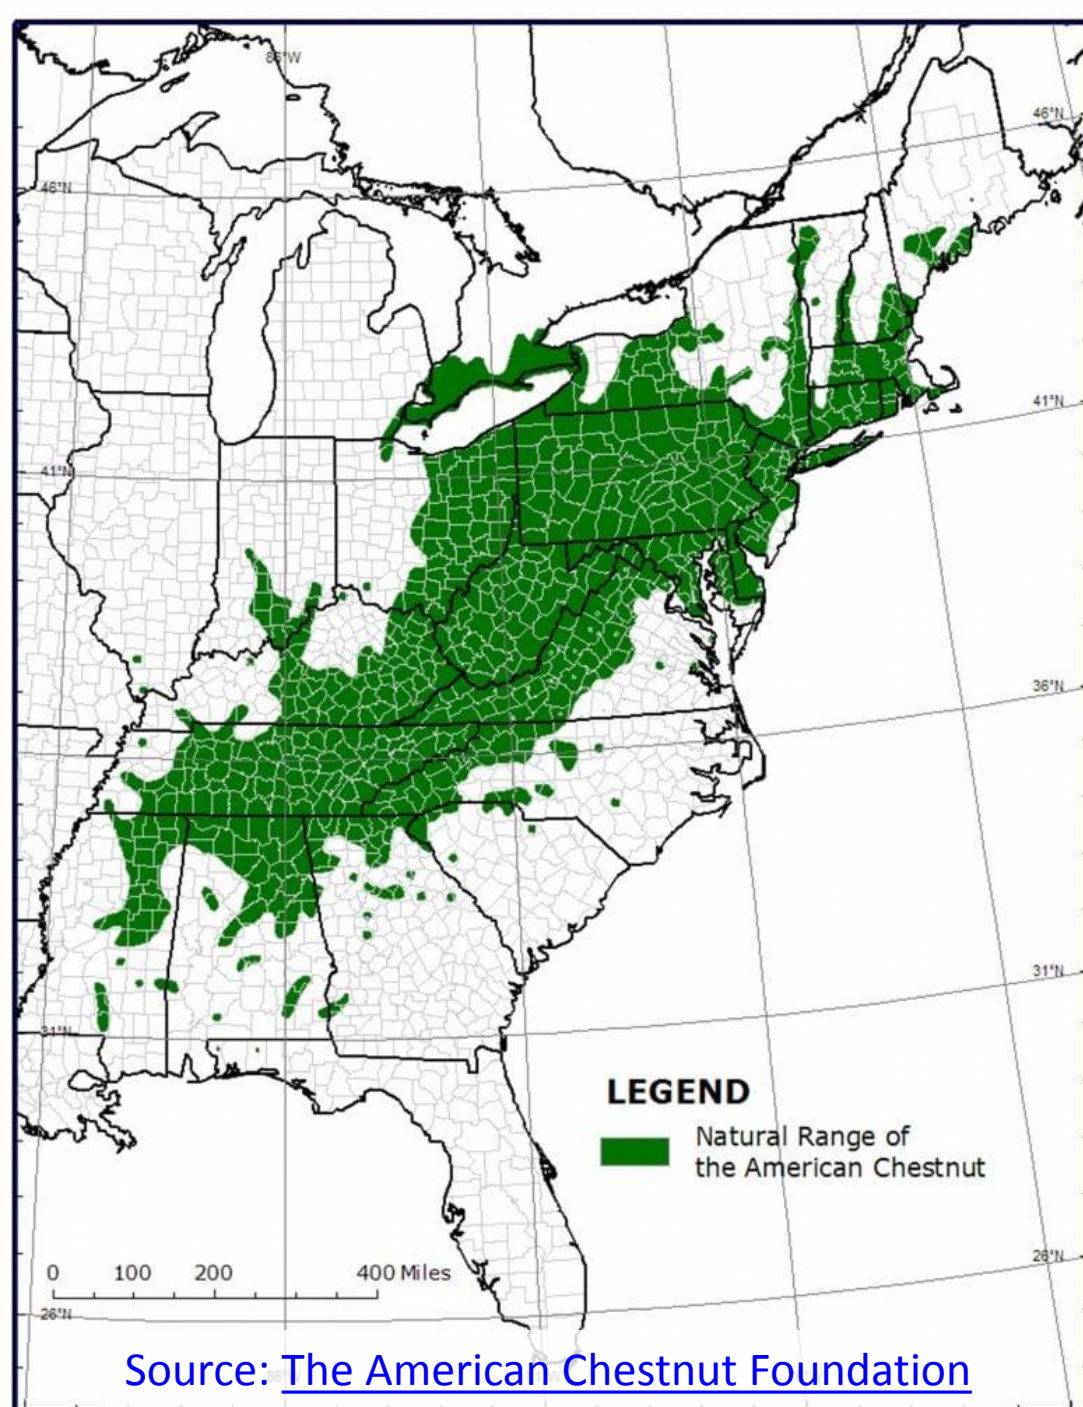 86°W
46°N
46°N
41°N
41°N
36°N
31°N
31°N
LEGEND
Natural Range of
the American Chestnut
0 100 200 400 Miles
26°N
26°N
Source: The American Chestnut Foundation